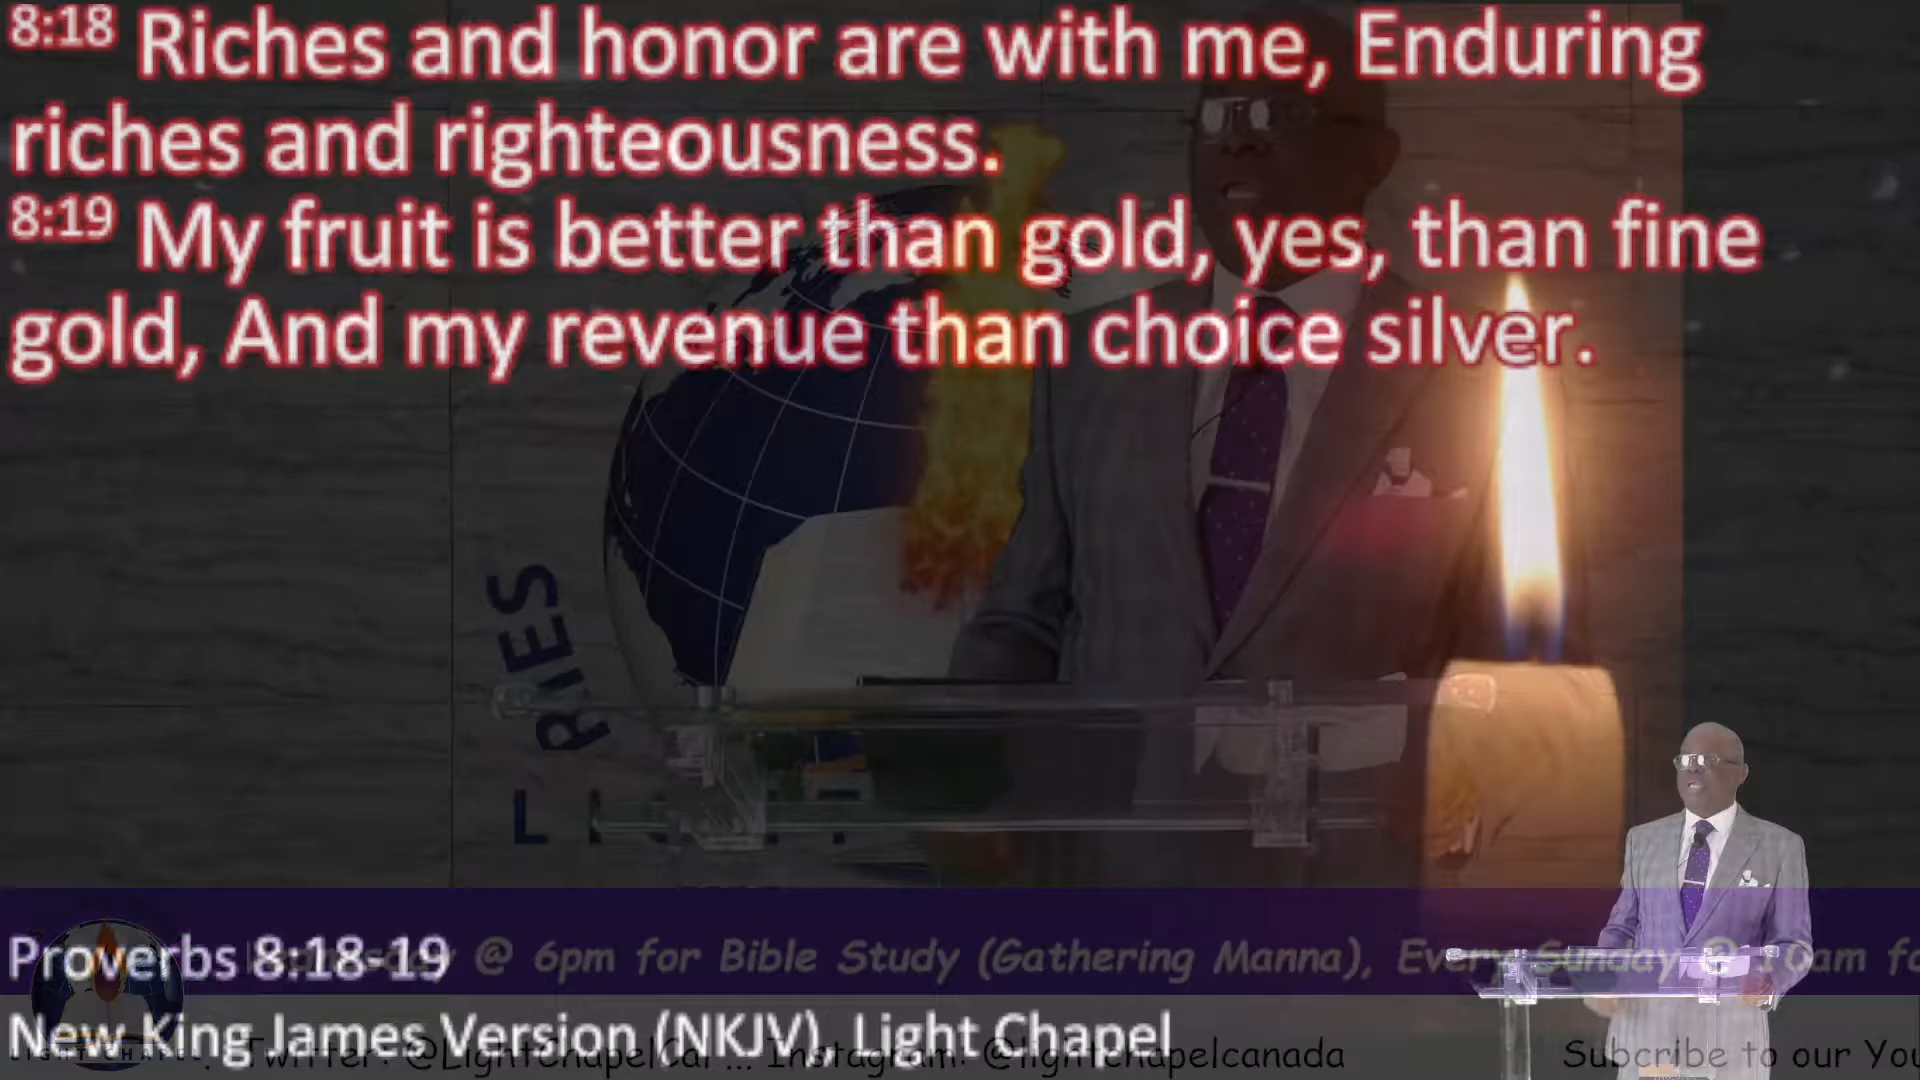 8:18 Riches and honor are with me, Enduring
riches and righteousness.
8:19 My fruit is better than gold, yes, than fine
gold, And my revenue than choice silver.
RIES
Proverbs 8:18-19
@ 6pm for Bible Study (Gathering Manna), Every Sunday @ 10am fo
New King James Version (NKJV), Light Chapel
Twitter: @LightChapelCa Instagram: @lightchapelcanada Subcribe to our You